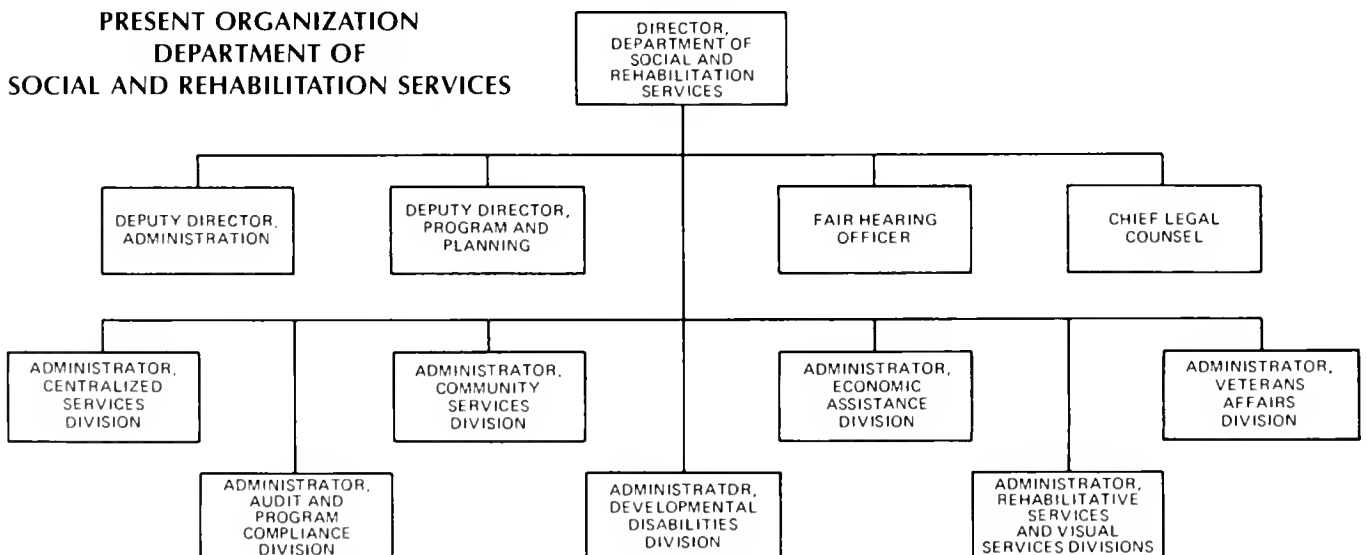 PRESENT ORGANIZATION
DEPARTMENT OF
SOCIAL AND REHABILITATION SERVICES
DIRECTOR,
DEPARTMENT OF
SOCIAL AND
REHABILITATION
SERVICES
DEPUTY DIRECTOR,
ADMINISTRATION
DEPUTY DIRECTOR,
PROGRAM AND
PLANNING
FAIR HEARING
OFFICER
CHIEF LEGAL
COUNSEL
ADMINISTRATOR,
CENTRALIZED
SERVICES
DIVISION
ADMINISTRATOR,
COMMUNITY
SERVICES
DIVISION
ADMINISTRATOR,
ECONOMIC
ASSISTANCE
DIVISION
ADMINISTRATOR,
VETERANS
AFFAIRS
DIVISION
ADMINISTRATOR,
AUDIT AND
PROGRAM
COMPLIANCE
DIVISION
ADMINISTRATOR,
DEVELOPMENTAL
DISABILITIES
DIVISION
ADMINISTRATOR,
REHABILITATIVE
SERVICES
AND VISUAL
SERVICES DIVISIONS